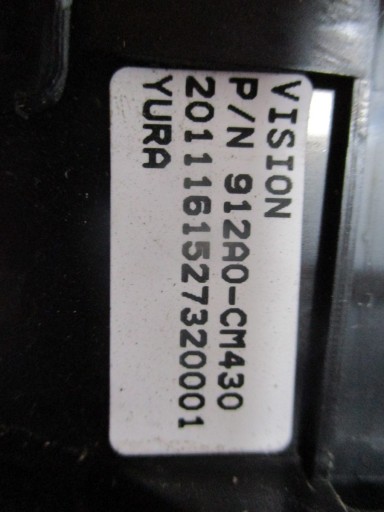 VISION
P/N 912A0-CM430
2011161527320001
YURA